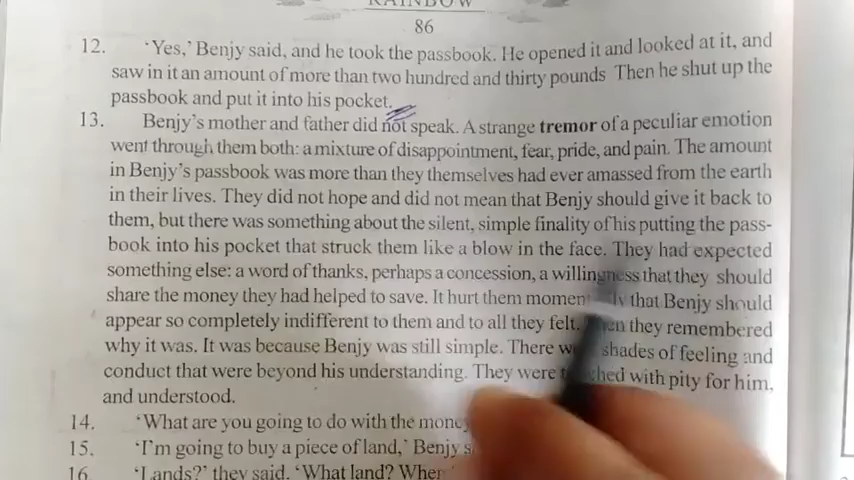 RAINBOW
86
12. 'Yes,' Benjy said, and he took the passbook. He opened it and looked at it, and
saw in it an amount of more than two hundred and thirty pounds Then he shut up the
passbook and put it into his pocket.
13. Benjy's mother and father did not speak. A strange tremor of a peculiar emotion
went through them both: a mixture of disappointment, fear, pride, and pain. The amount
in Benjy's passbook was more than they themselves had ever amassed from the earth
in their lives. They did not hope and did not mean that Benjy should give it back to
them, but there was something about the silent, simple finality of his putting the pass-
book into his pocket that struck them like a blow in the face. They had expected
something else: a word of thanks, perhaps a concession, a willingness that they should
share the money they had helped to save. It hurt them that Benjy should
appear so completely indifferent to them and to all they felt. they remembered
why it was. It was because Benjy was still simple. There shades of feeling and
conduct that were beyond his understanding. They were with pity for him,
and understood.
14. 'What are you going to do with the money
15. 'I'm going to buy a piece of land,' Benjy
16. 'Lands?' they said. 'What land?